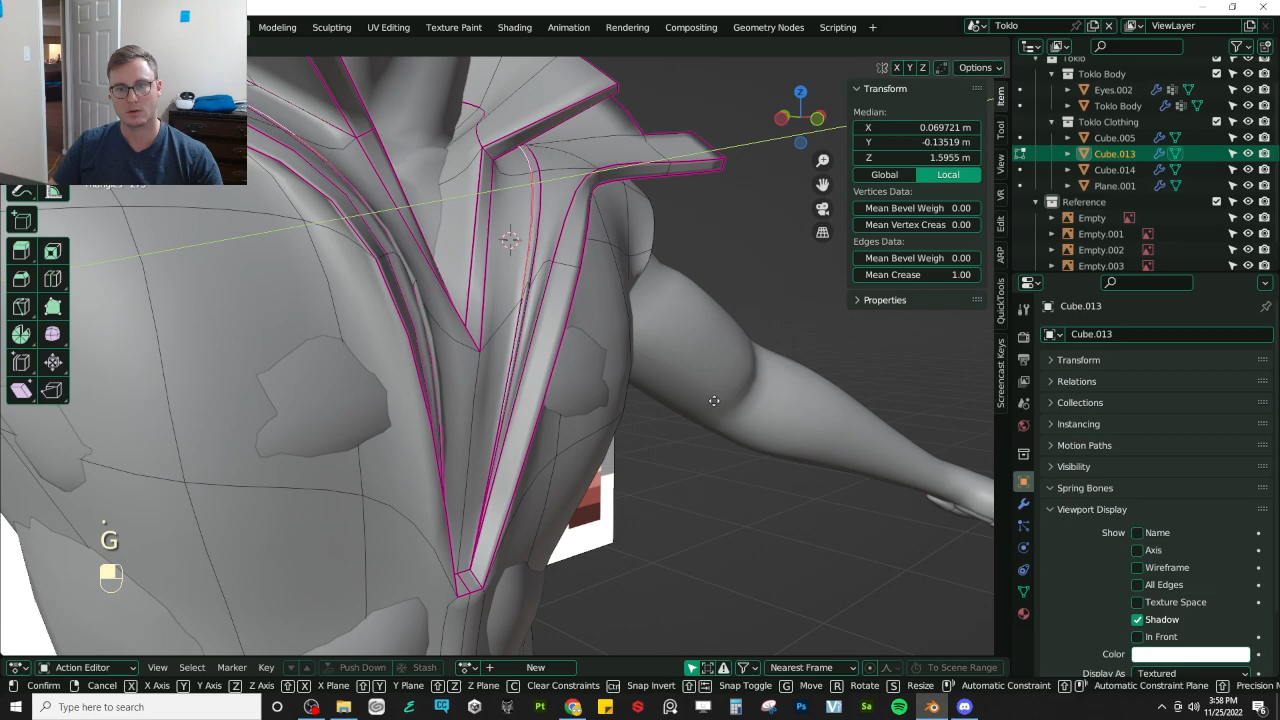 Modeling Sculpting UV Editing Texture Paint Shading Animation Rendering Compositing Geometry Nodes Scripting +
Toklo ViewLayer
X Y Z Options
Toklo
Toklo Body
Eyes.002
Toklo Body
Toklo Clothing
Cube.005
Cube.013
Cube.014
Plane.001
Reference
Empty
Empty.001
Empty.002
Empty.003
Transform
Median:
X 0.069721 m
Y -0.13519 m
Z 1.5955 m
Global Local
Vertices Data:
Mean Bevel Weigh 0.00
Mean Vertex Creas 0.00
Edges Data:
Mean Bevel Weigh 0.00
Mean Crease 1.00
Properties
Z
Item
Tool
View
VR
Edit
ARP
QuickTools
Screencast Keys
Cube.013
Cube.013
Transform
Relations
Collections
Instancing
Motion Paths
Visibility
Spring Bones
Viewport Display
Show Name
Axis
Wireframe
All Edges
Texture Space
Shadow
In Front
Color
Display As Textured
G
Action Editor View Select Marker Key Push Down Stash New Nearest Frame To Scene Range
Confirm Cancel X X Axis Y Y Axis Z Z Axis X X Plane Y Y Plane Z Z Plane C Clear Constraints Ctrl Snap Invert Snap Toggle G Move R Rotate S Resize Automatic Constraint Automatic Constraint Plane Precision
Type here to search
3:58 PM
11/25/2022